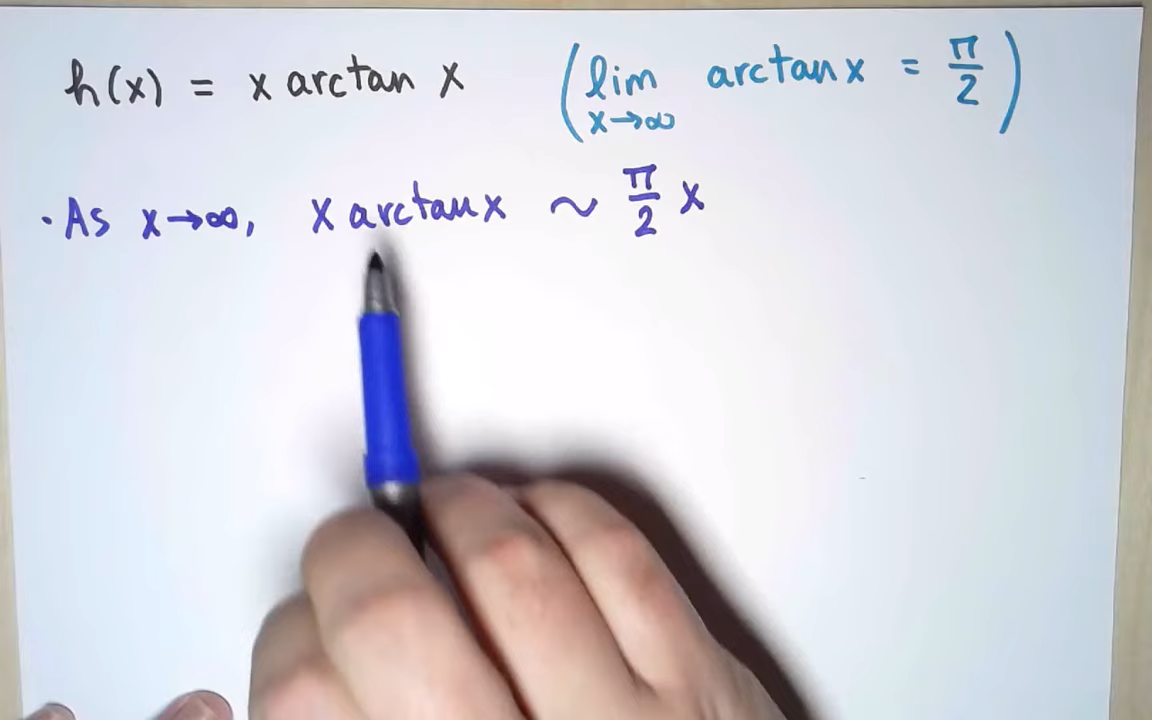 h(x) = x arctan x (lim x→∞ arctan x = π/2)
· As x→∞, x arctan x ~ π/2 x